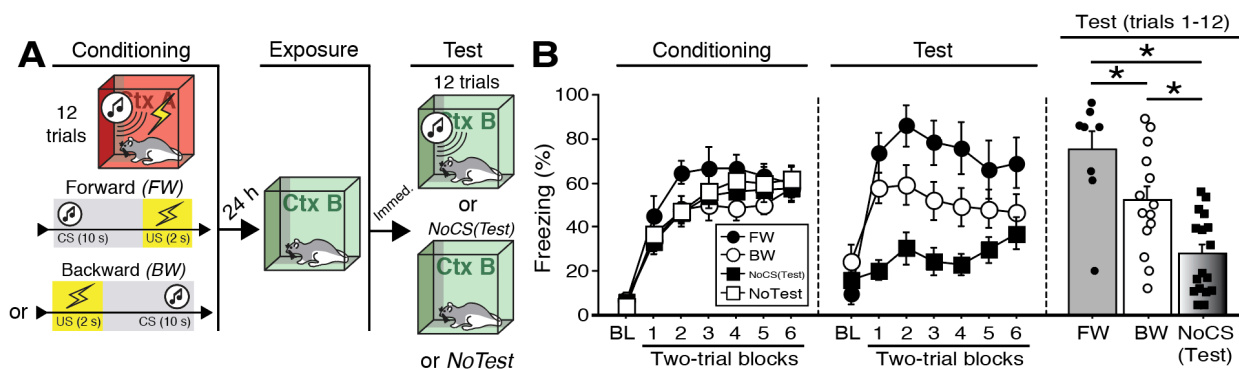 A
Conditioning
Exposure
Test
12 trials
Ctx A
12
trials
Ctx B
Forward (FW)
CS (10 s)
US (2 s)
24 h
Ctx B
Immed.
or
NoCS(Test)
Backward (BW)
or
US (2 s)
CS (10 s)
Ctx B
or NoTest
B
Conditioning
Test
Test (trials 1-12)
* 
* *
Freezing (%)
100
80
60
40
20
0
FW
BW
NoCS(Test)
NoTest
BL 1 2 3 4 5 6
Two-trial blocks
BL 1 2 3 4 5 6
Two-trial blocks
FW
BW
NoCS
(Test)